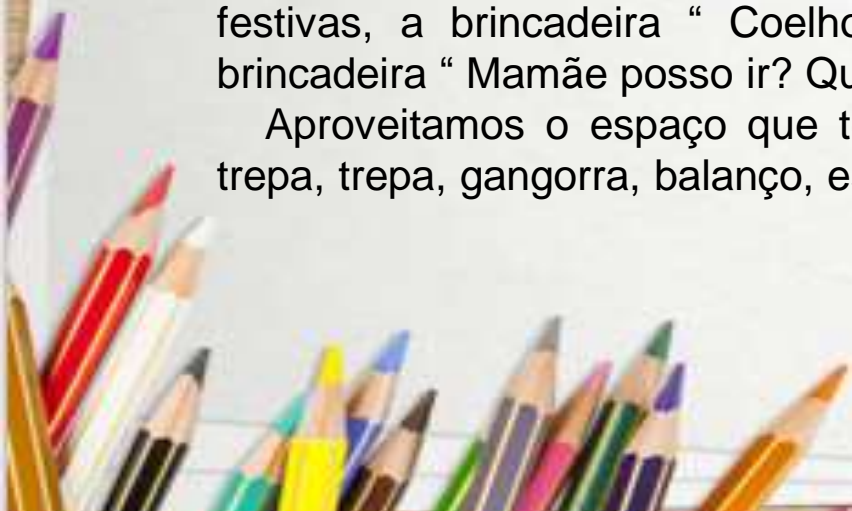 festivas, a brincadeira “ Coelho
brincadeira “ Mamãe posso ir? Qu
Aproveitamos o espaço que t
trepa, trepa, gangorra, balanço, e